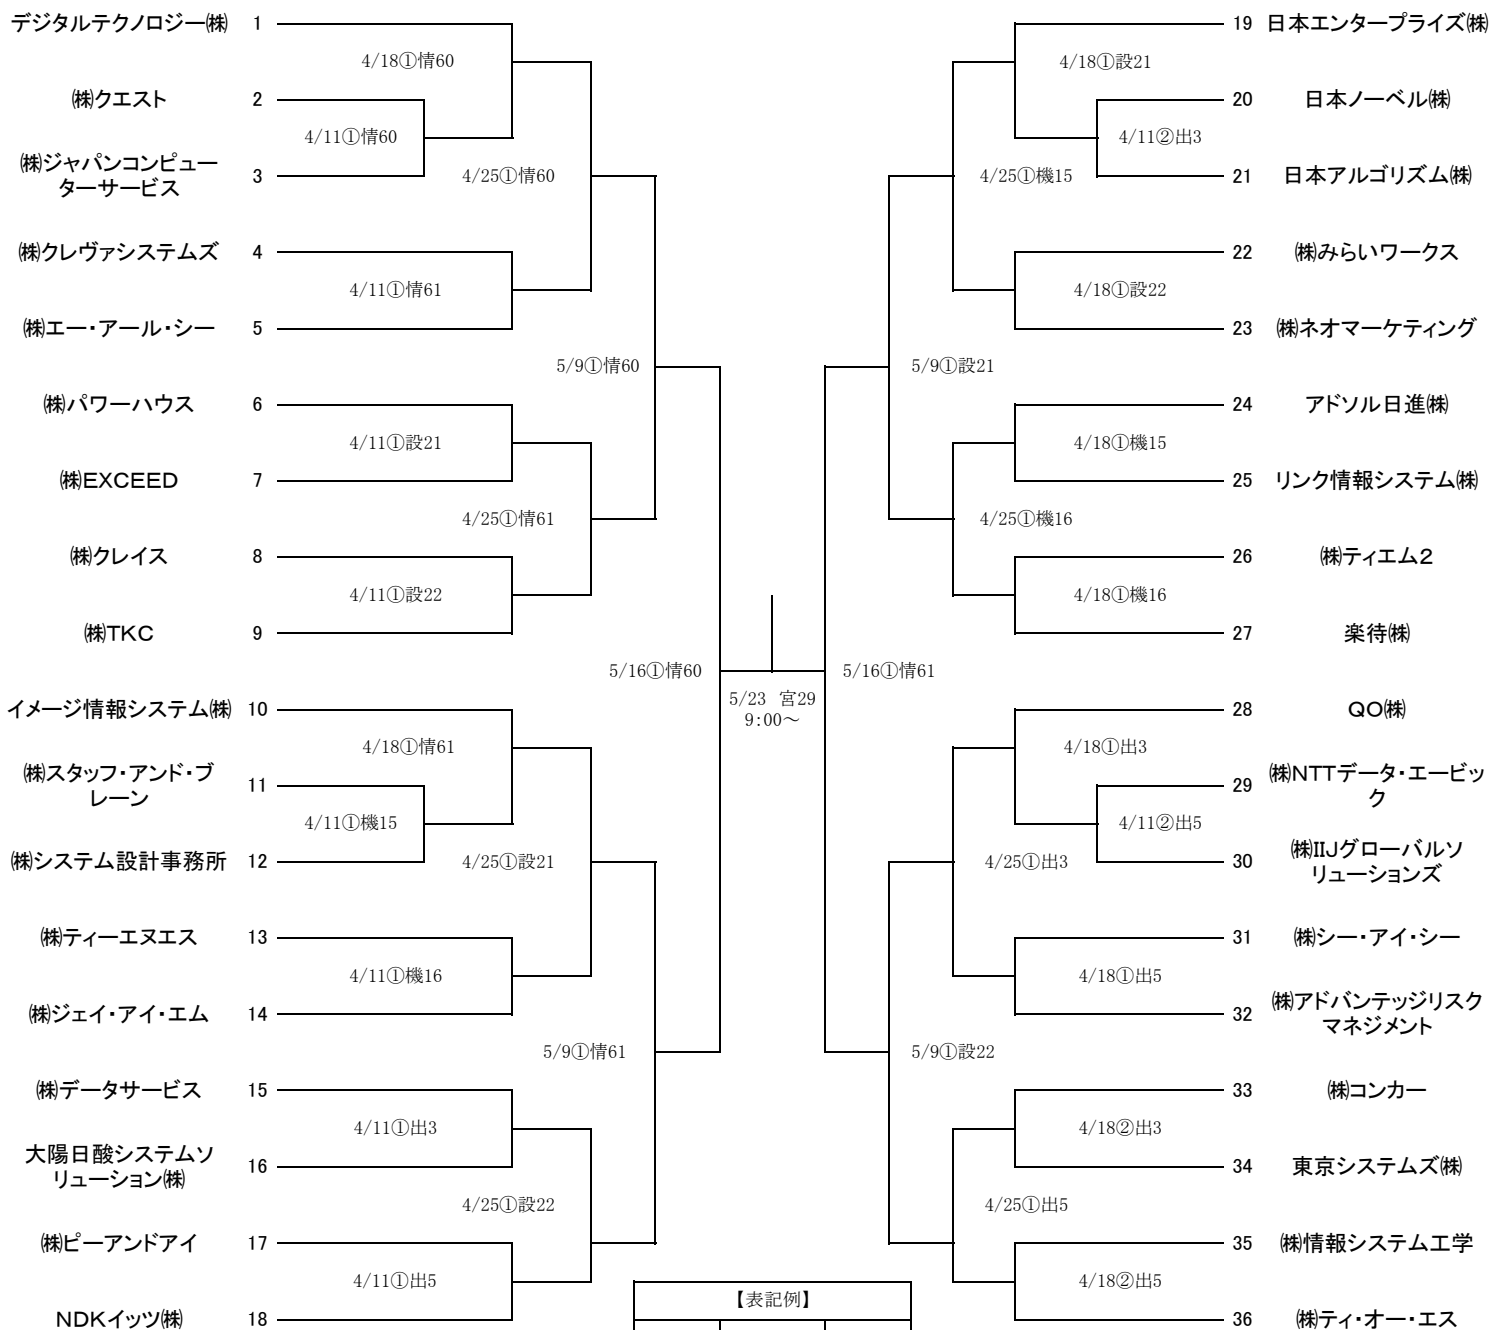 デジタルテクノロジー㈱ 1
4/18①情60
㈱クエスト 2
4/11①情60
㈱ジャパンコンピュー
ターサービス 3
4/25①情60
㈱クレヴァシステムズ 4
4/11①情61
㈱エー・アール・シー 5
5/9①情60
㈱パワーハウス 6
4/11①設21
㈱EXCEED 7
4/25①情61
㈱クレイス 8
4/11①設22
㈱TKC 9
5/16①情60
イメージ情報システム㈱ 10
4/18①情61
㈱スタッフ・アンド・ブ
レーン 11
4/11①機15
㈱システム設計事務所 12
4/25①設21
㈱ティーエヌエス 13
4/11①機16
㈱ジェイ・アイ・エム 14
5/9①情61
㈱データサービス 15
4/11①出3
大陽日酸システムソ
リューション㈱ 16
4/25①設22
㈱ピーアンドアイ 17
4/11①出5
NDKイッツ㈱ 18
5/23 宮29
9:00～
【表記例】
19 日本エンタープライズ㈱
4/18①設21
20 日本ノーベル㈱
4/11②出3
21 日本アルゴリズム㈱
4/25①機15
22 ㈱みらいワークス
4/18①設22
23 ㈱ネオマーケティング
5/9①設21
24 アドソル日進㈱
4/18①機15
25 リンク情報システム㈱
4/25①機16
26 ㈱ティエム2
4/18①機16
27 楽待㈱
5/16①情61
28 QO㈱
4/18①出3
29 ㈱NTTデータ・エービッ
ク
4/11②出5
30 ㈱IIJグローバルソ
リューションズ
4/25①出3
31 ㈱シー・アイ・シー
4/18①出5
32 ㈱アドバンテッジリスク
マネジメント
5/9①設22
33 ㈱コンカー
4/18②出3
34 東京システムズ㈱
4/25①出5
35 ㈱情報システム工学
4/18②出5
36 ㈱ティ・オー・エス